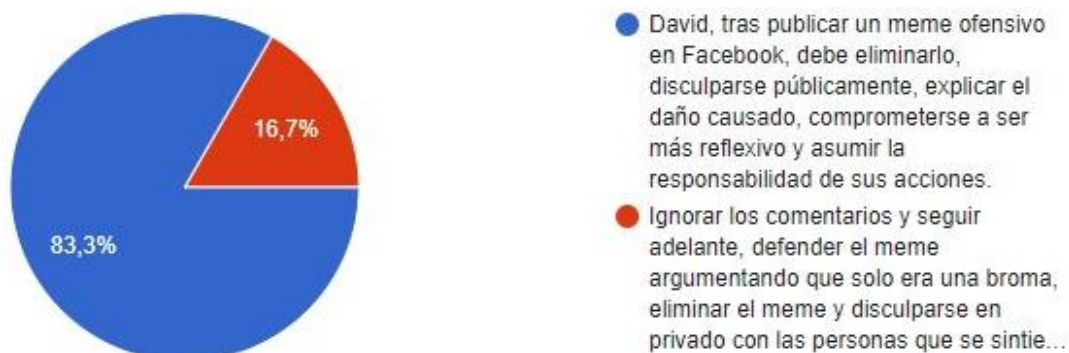 16,7%
83,3%
David, tras publicar un meme ofensivo
en Facebook, debe eliminarlo,
disculparse públicamente, explicar el
daño causado, comprometerse a ser
más reflexivo y asumir la
responsabilidad de sus acciones.
Ignorar los comentarios y seguir
adelante, defender el meme
argumentando que solo era una broma,
eliminar el meme y disculparse en
privado con las personas que se sintie...